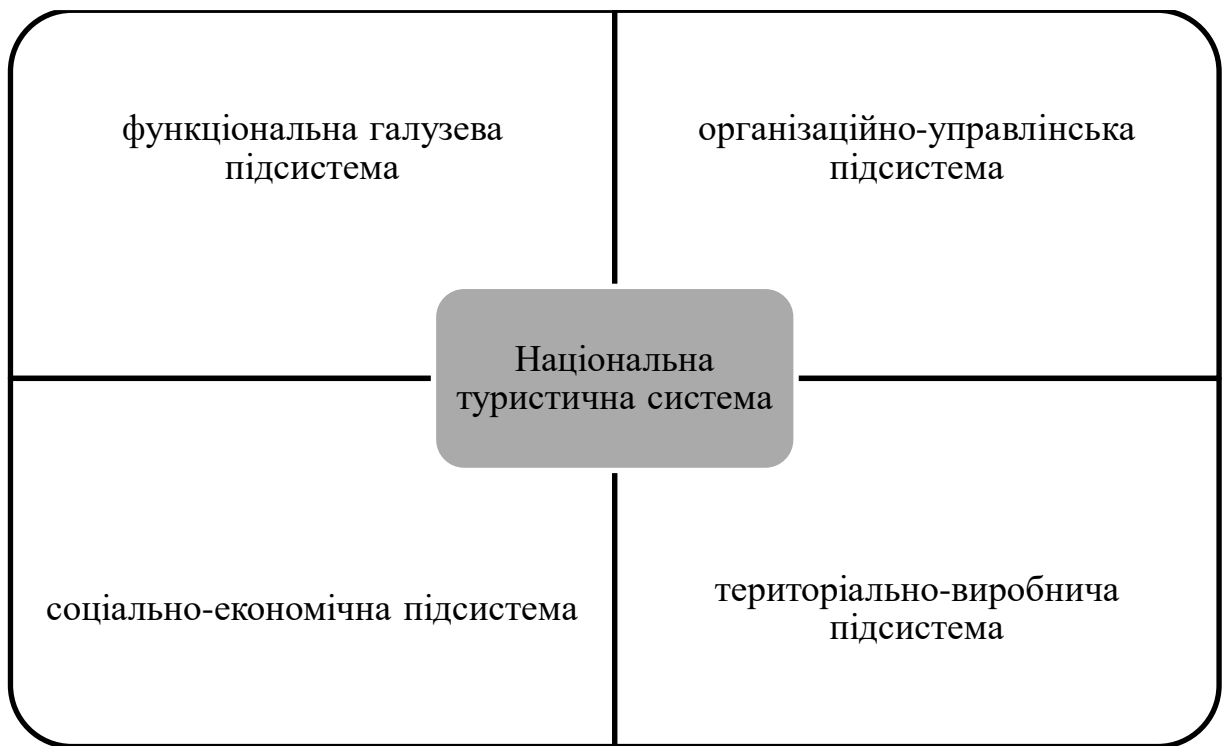 функціональна галузева
підсистема
організаційно-управлінська
підсистема
Національна
туристична система
соціально-економічна підсистема
територіально-виробнича
підсистема